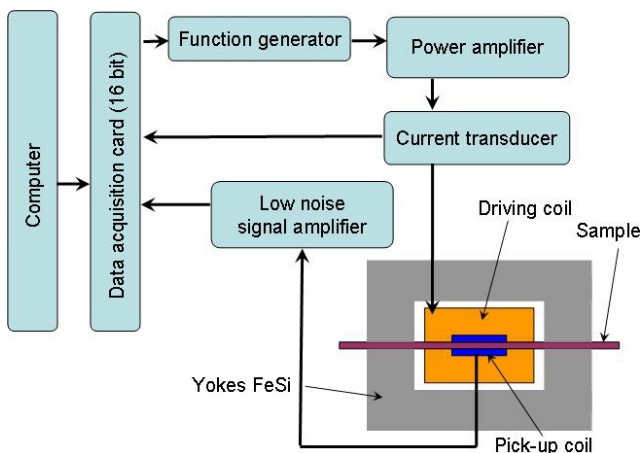 Computer
Data acquisition card (16 bit)
Function generator
Power amplifier
Current transducer
Low noise
signal amplifier
Driving coil
Sample
Yokes FeSi
Pick-up coil